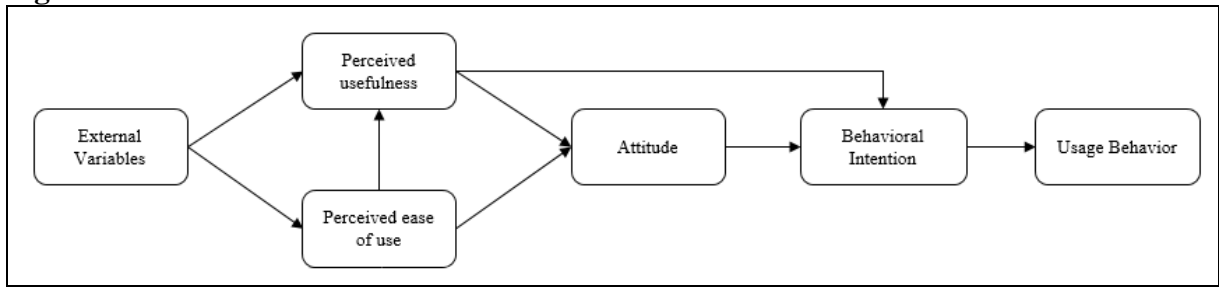 Perceived
usefulness
External
Variables
Attitude
Behavioral
Intention
Usage Behavior
Perceived ease
of use